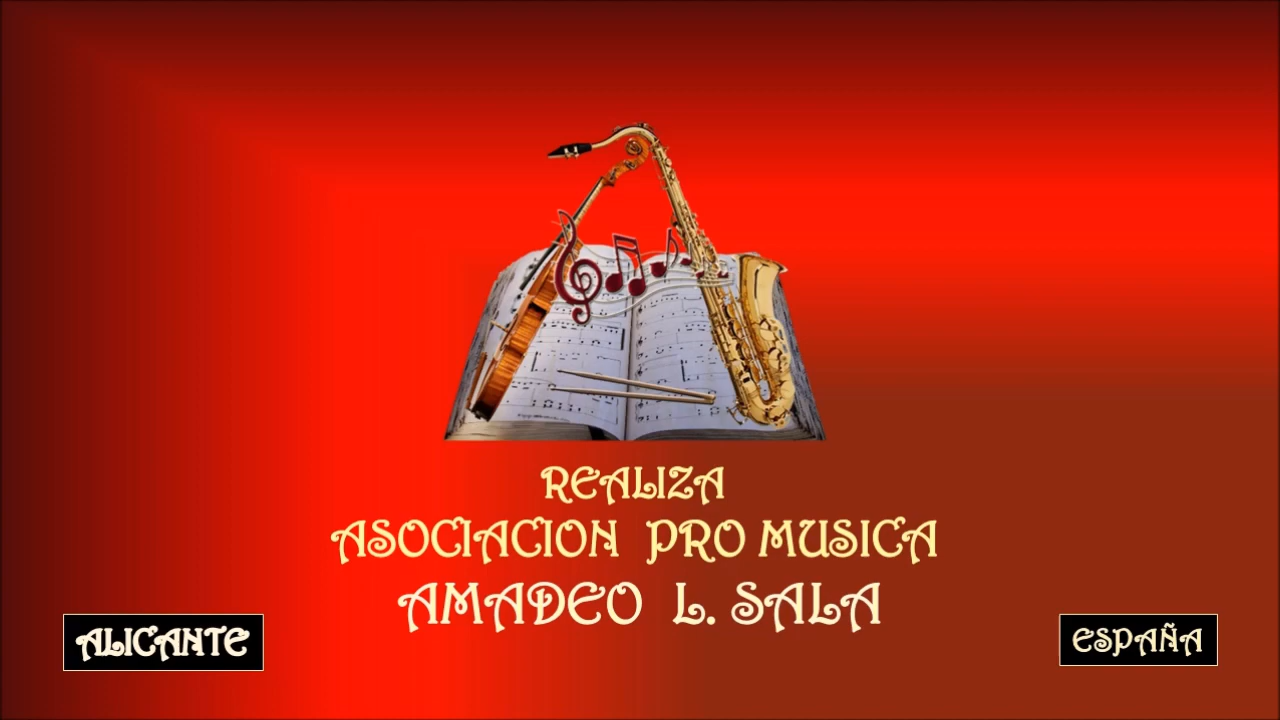 REALIZA
ASOCIACION PRO MUSICA
AMADEO L. SALA
ALICANTE
ESPAÑA